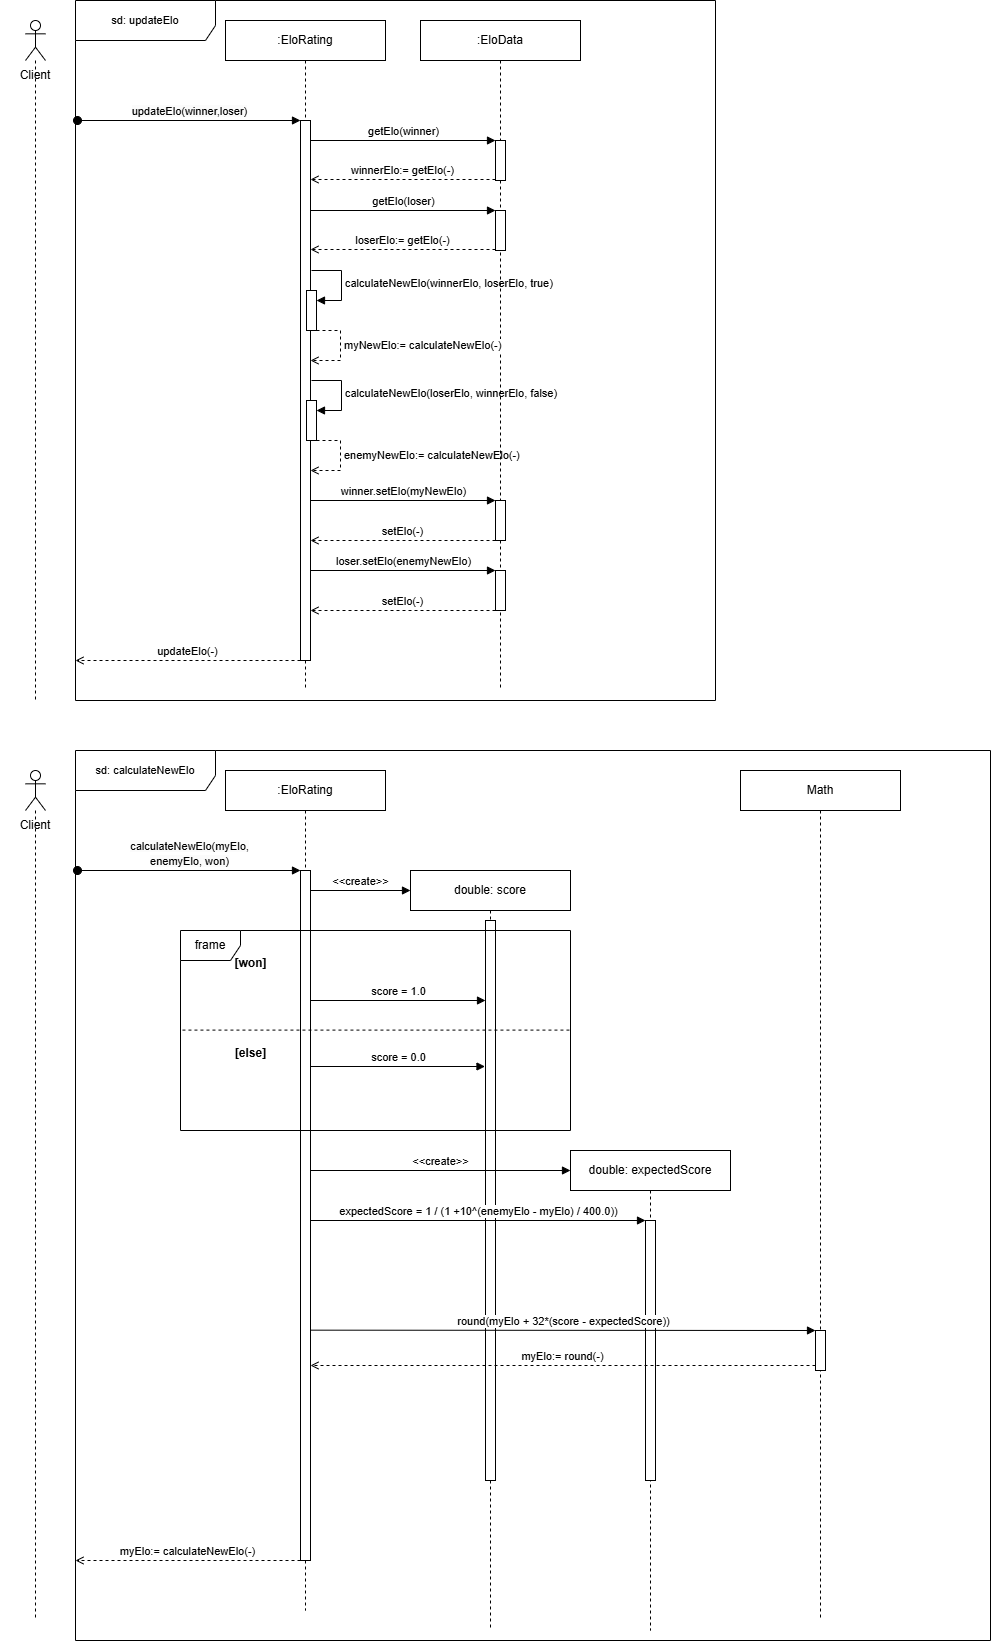 sd: updateElo
:EloRating
:EloData
Client
updateElo(winner,loser)
getElo(winner)
winnerElo:= getElo(-)
getElo(loser)
loserElo:= getElo(-)
calculateNewElo(winnerElo, loserElo, true)
myNewElo:= calculateNewElo(-)
calculateNewElo(loserElo, winnerElo, false)
enemyNewElo:= calculateNewElo(-)
winner.setElo(myNewElo)
setElo(-)
loser.setElo(enemyNewElo)
setElo(-)
updateElo(-)
sd: calculateNewElo
:EloRating
Math
Client
calculateNewElo(myElo,
enemyElo, won)
<<create>>
double: score
frame
[won]
score = 1.0
[else]
score = 0.0
<<create>>
double: expectedScore
expectedScore = 1 / (1 +10^(enemyElo - myElo) / 400.0))
round(myElo + 32*(score - expectedScore))
myElo:= round(-)
myElo:= calculateNewElo(-)